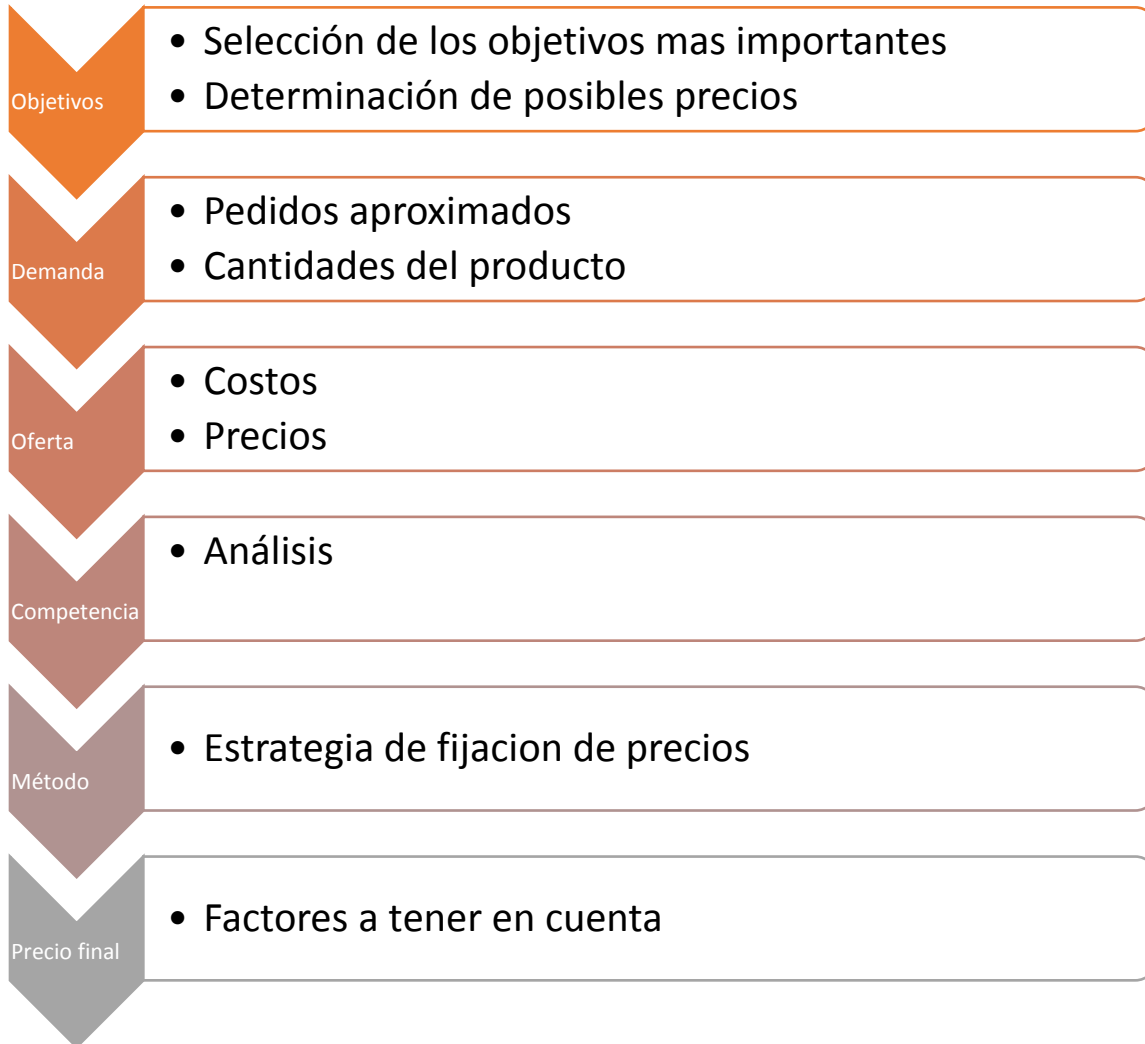 Objetivos
• Selección de los objetivos mas importantes
• Determinación de posibles precios
Demanda
• Pedidos aproximados
• Cantidades del producto
Oferta
• Costos
• Precios
Competencia
• Análisis
Método
• Estrategia de fijacion de precios
Precio final
• Factores a tener en cuenta